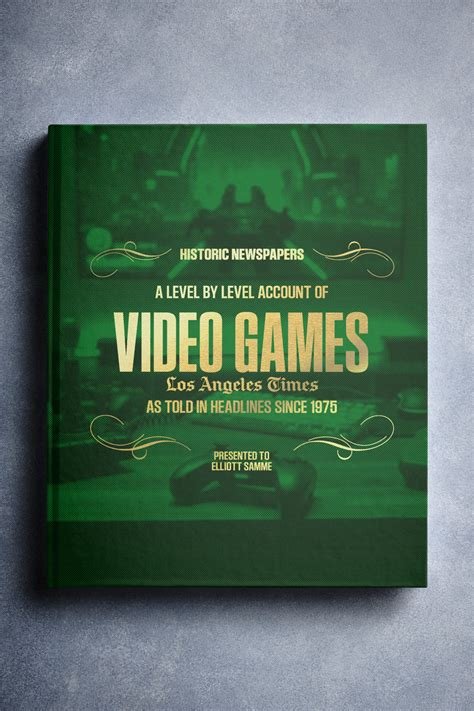 HISTORIC NEWSPAPERS
A LEVEL BY LEVEL ACCOUNT OF
VIDEO GAMES
Los Angeles Times
AS TOLD IN HEADLINES SINCE 1975
PRESENTED TO
ELLIOTT SAMME